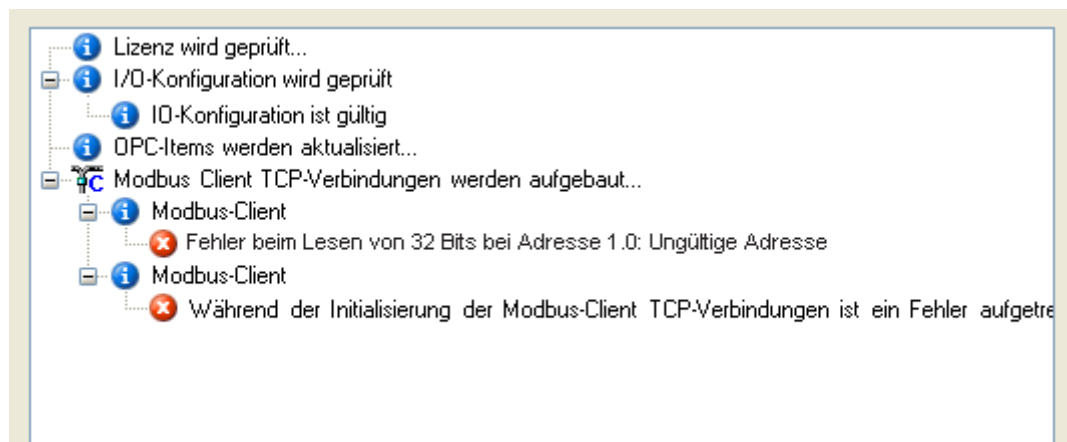 Lizenz wird geprüft...
I/O-Konfiguration wird geprüft
IO-Konfiguration ist gültig
OPC-Items werden aktualisiert...
Modbus Client TCP-Verbindungen werden aufgebaut...
Modbus-Client
Fehler beim Lesen von 32 Bits bei Adresse 1.0: Ungültige Adresse
Modbus-Client
Während der Initialisierung der Modbus-Client TCP-Verbindungen ist ein Fehler aufgetre